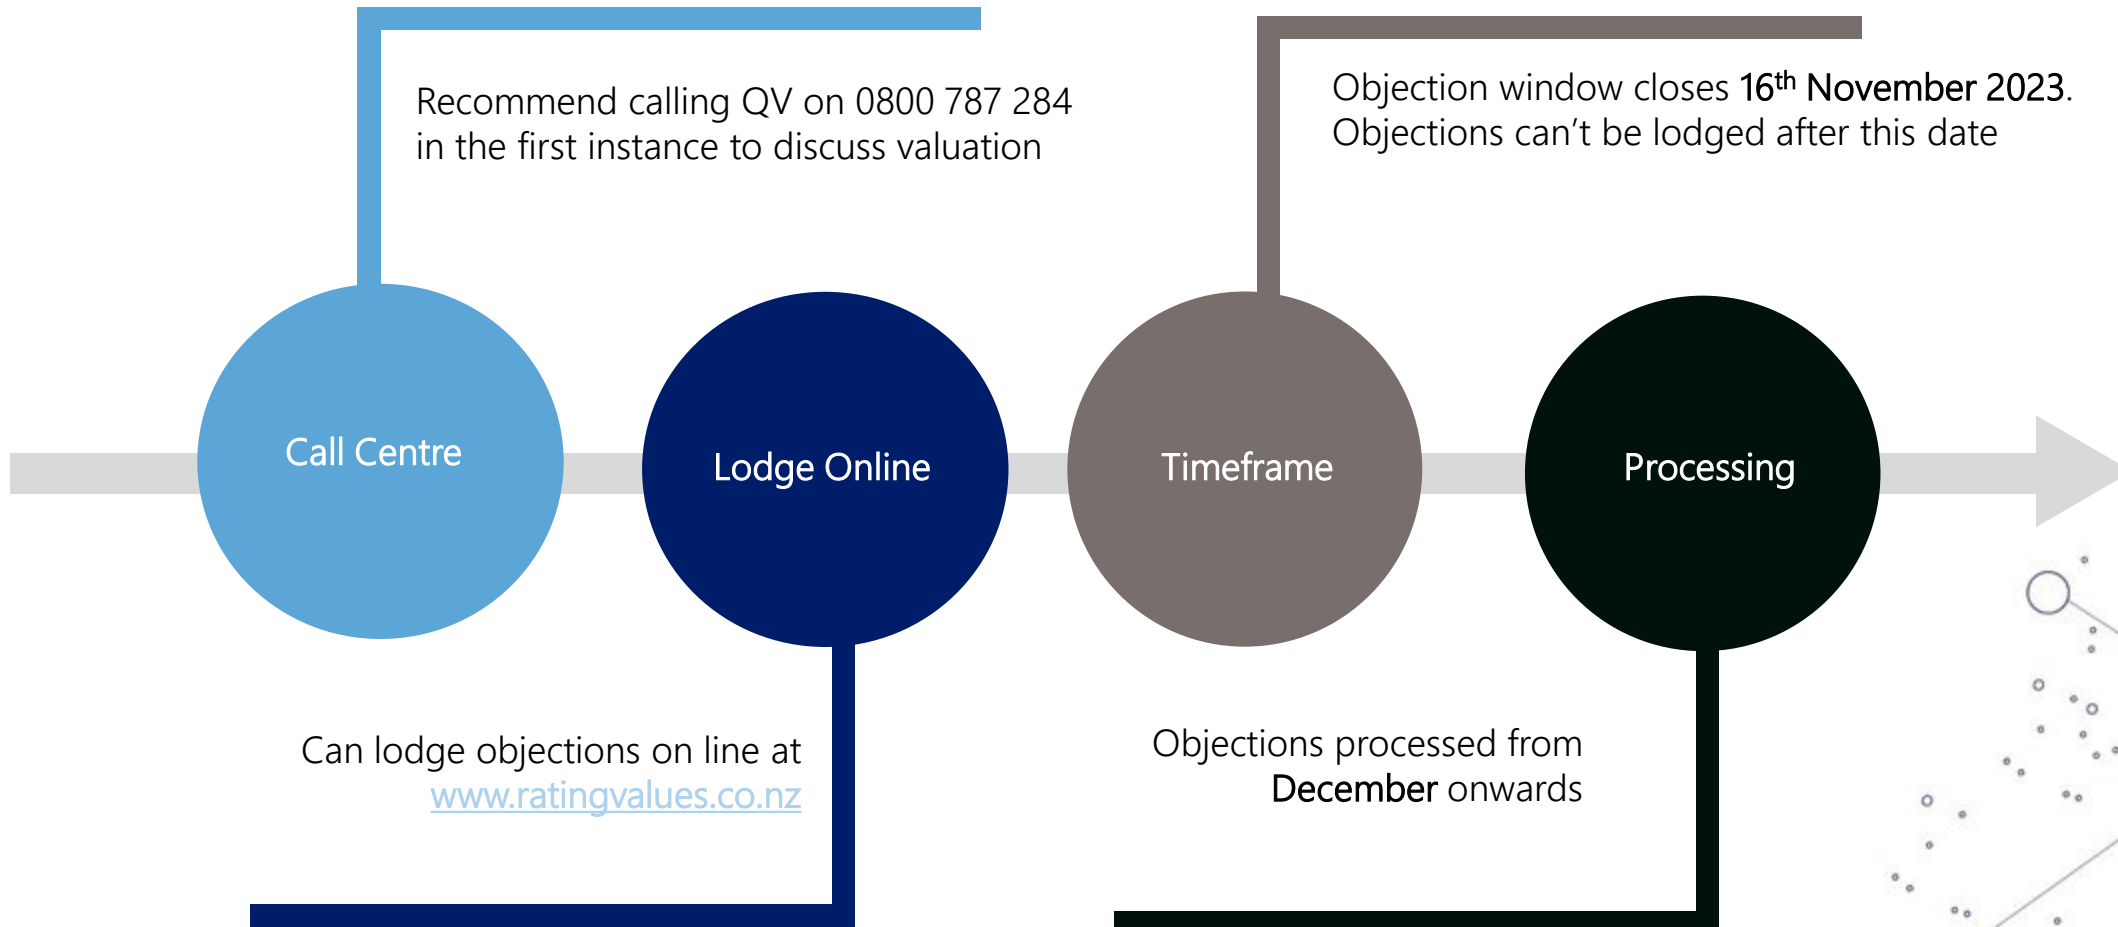 Recommend calling QV on 0800 787 284
in the first instance to discuss valuation
Objection window closes 16th November 2023.
Objections can’t be lodged after this date
Call Centre
Lodge Online
Timeframe
Processing
Can lodge objections on line at
www.ratingvalues.co.nz
Objections processed from
December onwards